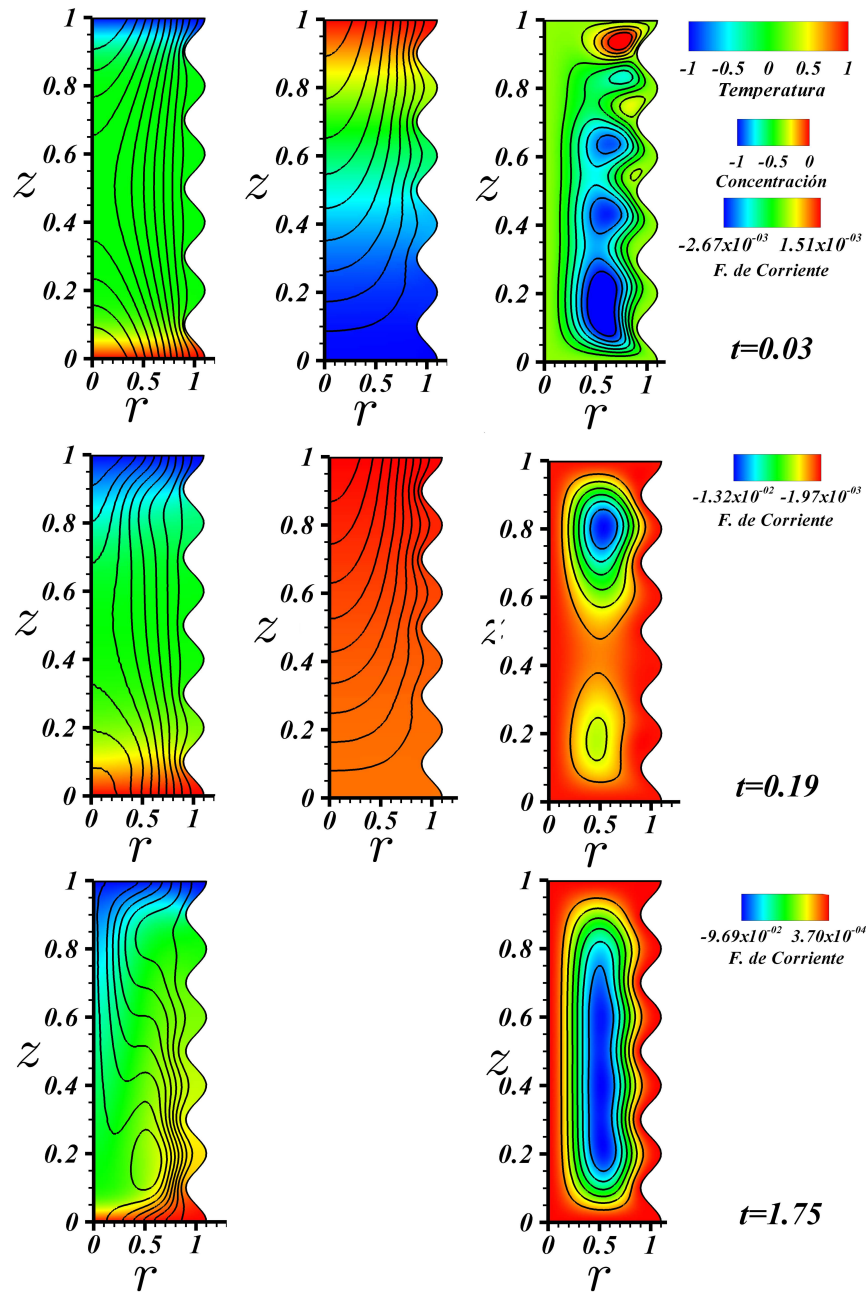 1
0.8
0.6
z
0.4
0.2
0
0 0.5 1
r
1
0.8
0.6
z
0.4
0.2
0
0 0.5 1
r
1
0.8
0.6
z
0.4
0.2
0
0 0.5 1
r
-1 -0.5 0 0.5 1
Temperatura
-1 -0.5 0
Concentración
-2.67x10⁻⁰³ 1.51x10⁻⁰³
F. de Corriente
t=0.03
1
0.8
0.6
z
0.4
0.2
0
0 0.5 1
r
1
0.8
0.6
z
0.4
0.2
0
0 0.5 1
r
1
0.8
0.6
z
0.4
0.2
0
0 0.5 1
r
-1.32x10⁻⁰² -1.97x10⁻⁰³
F. de Corriente
t=0.19
1
0.8
0.6
z
0.4
0.2
0
0 0.5 1
r
1
0.8
0.6
z
0.4
0.2
0
0 0.5 1
r
-9.69x10⁻⁰² 3.70x10⁻⁰⁴
F. de Corriente
t=1.75